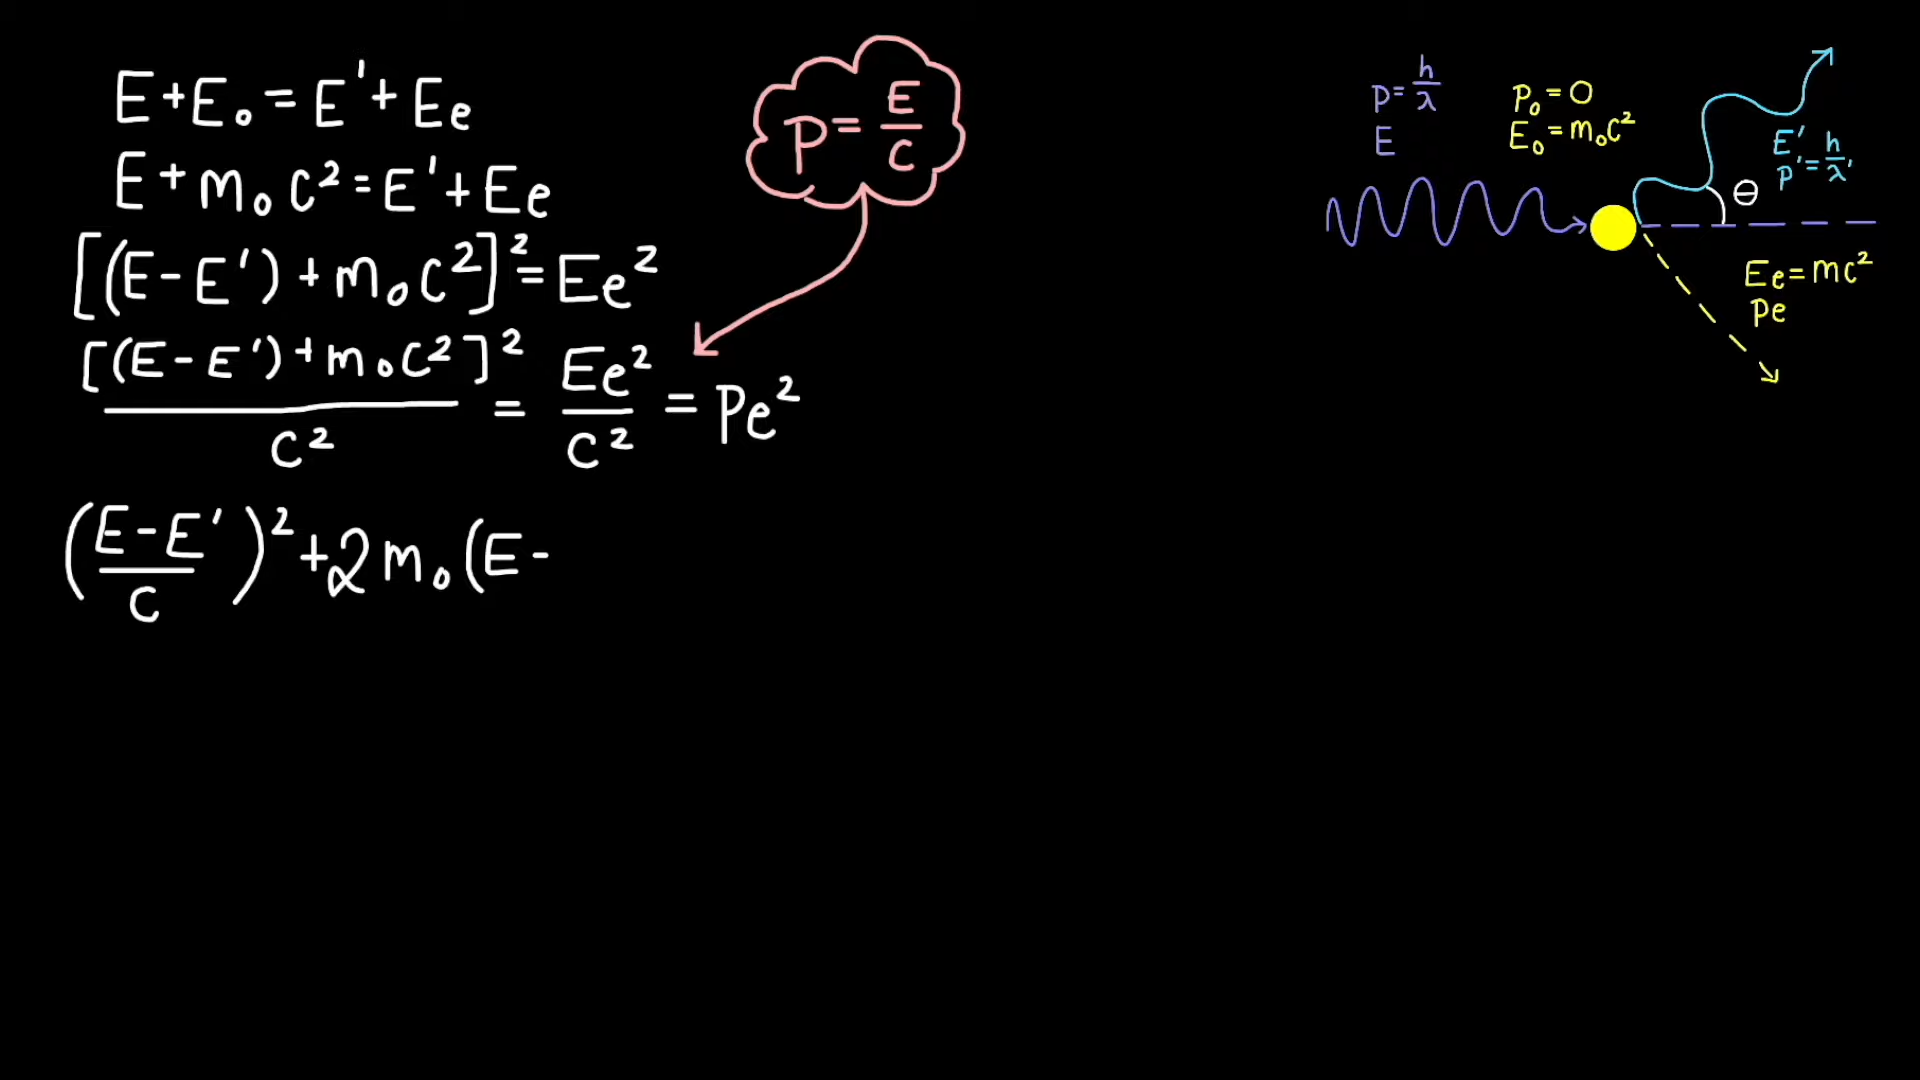 E+E₀=E'+Ee
E+m₀c²=E'+Ee
[(E-E')+m₀c²]²=Ee²
[(E-E')+m₀c²]²/c² = Ee²/c² = Pe²
((E-E')/c)²+2m₀(E-
P=E/c
p=h/λ
E
p₀=0
E₀=m₀c²
E'
p'=h/λ'
θ
Ee=mc²
pe